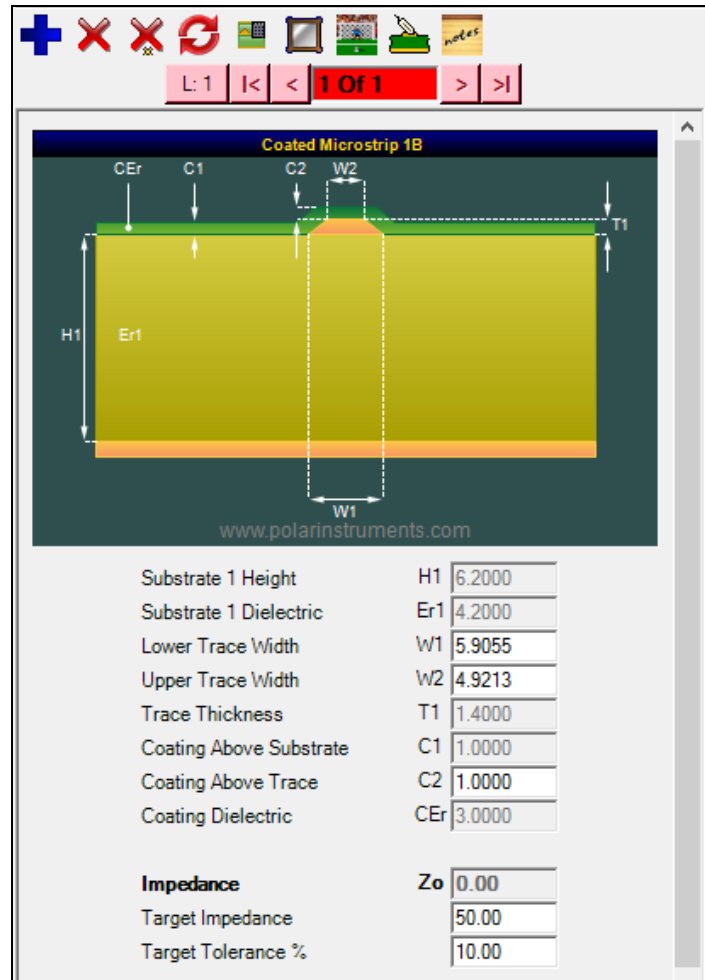 notes
L: 1 |< < 1 Of 1 > >|
Coated Microstrip 1B
CEr C1 C2 W2
T1
H1 Er1
W1
www.polarinstruments.com
Substrate 1 Height H1 6.2000
Substrate 1 Dielectric Er1 4.2000
Lower Trace Width W1 5.9055
Upper Trace Width W2 4.9213
Trace Thickness T1 1.4000
Coating Above Substrate C1 1.0000
Coating Above Trace C2 1.0000
Coating Dielectric CEr 3.0000
Impedance Zo 0.00
Target Impedance 50.00
Target Tolerance % 10.00